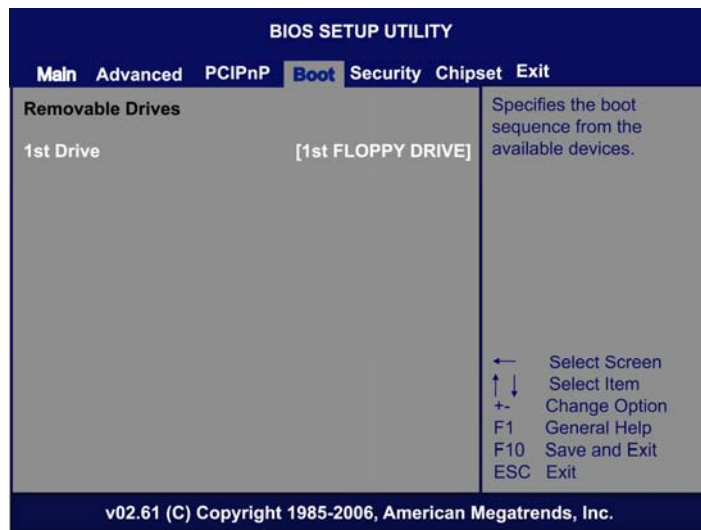 BIOS SETUP UTILITY
Main Advanced PCIPnP Boot Security Chipset Exit
Removable Drives
1st Drive [1st FLOPPY DRIVE]
Specifies the boot
sequence from the
available devices.
← Select Screen
↑ ↓ Select Item
+- Change Option
F1 General Help
F10 Save and Exit
ESC Exit
v02.61 (C) Copyright 1985-2006, American Megatrends, Inc.